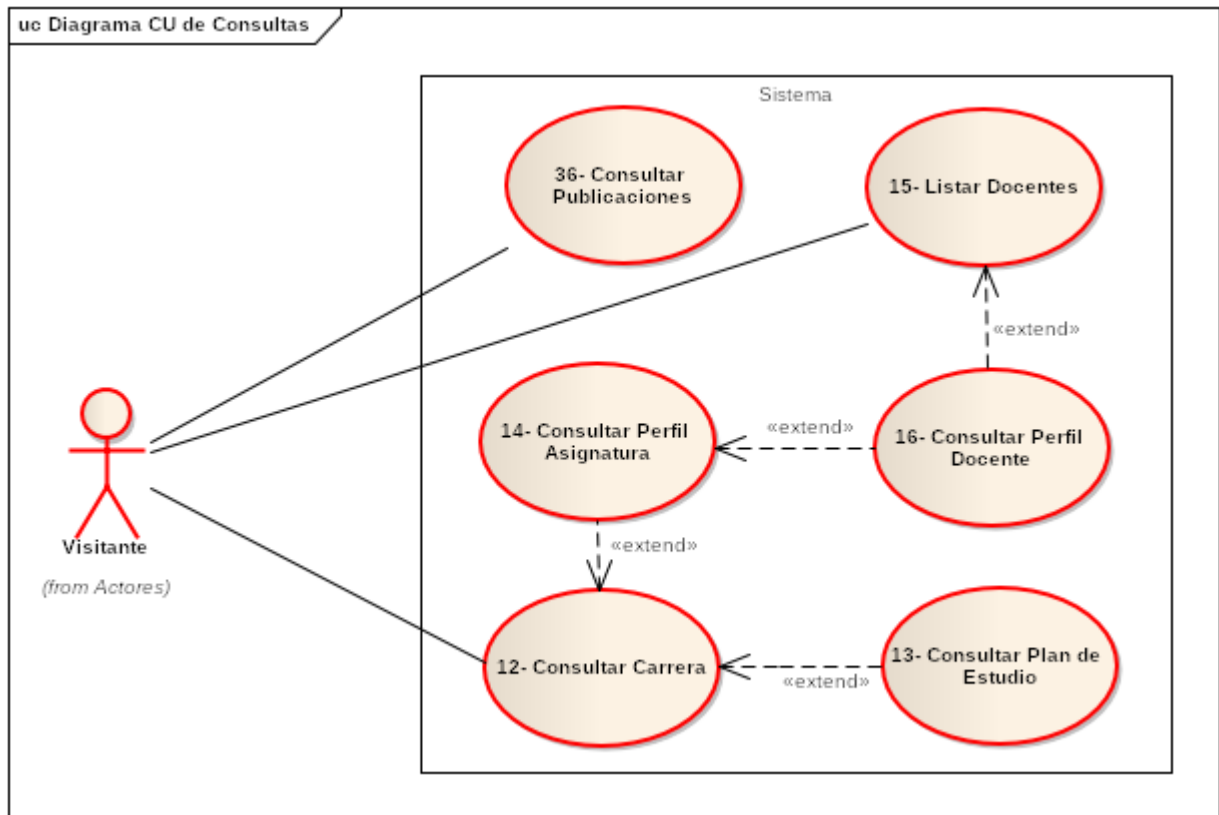 uc Diagrama CU de Consultas
Sistema
36- Consultar
Publicaciones
15- Listar Docentes
«extend»
14- Consultar Perfil
Asignatura
«extend»
16- Consultar Perfil
Docente
Visitante
(from Actores)
«extend»
12- Consultar Carrera
13- Consultar Plan de
Estudio
«extend»